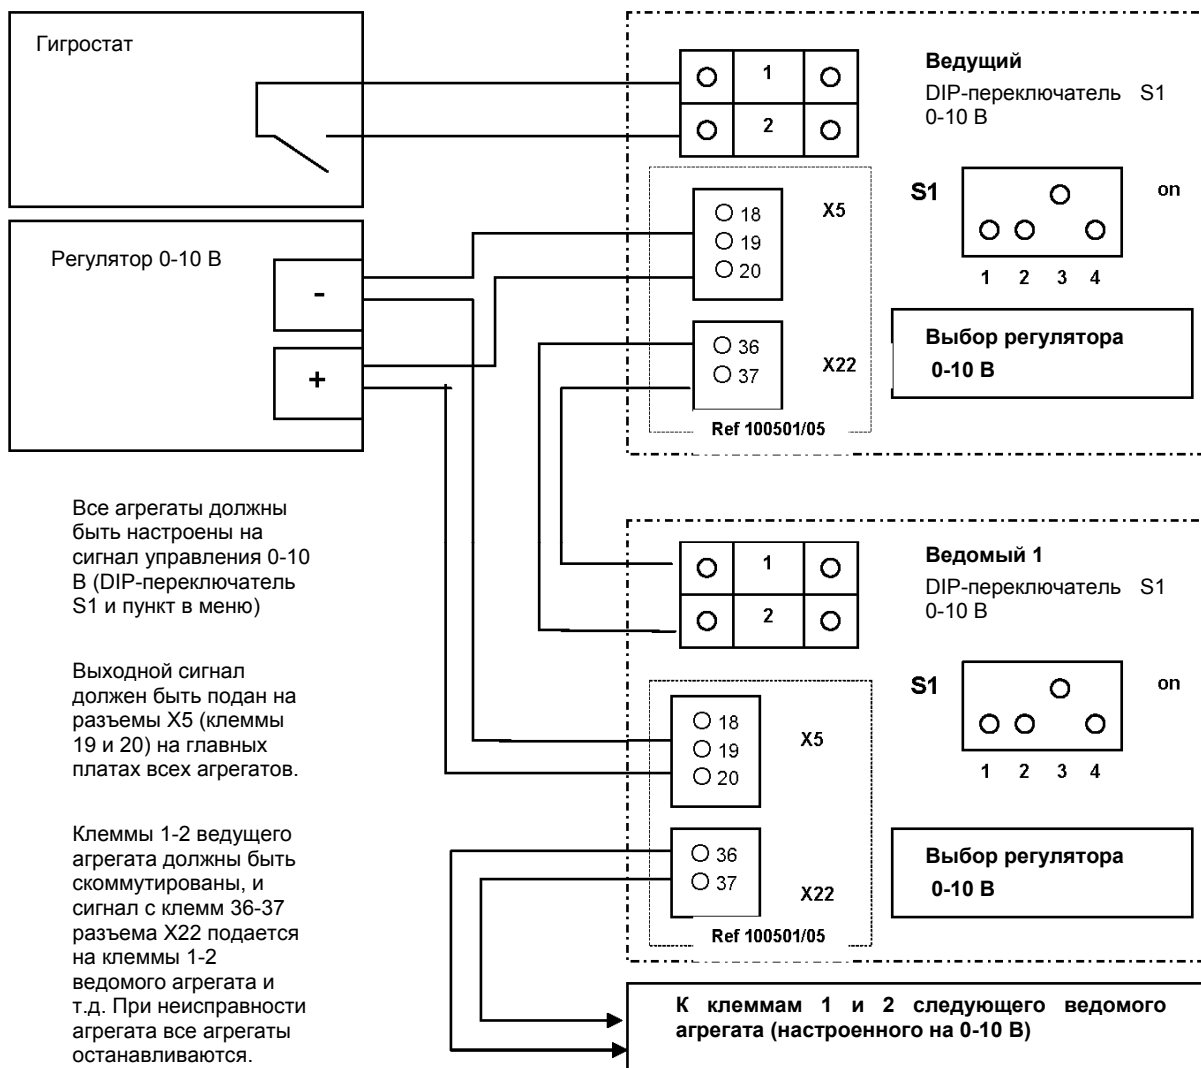 Гигростат
1
2
Ведущий
DIP-переключатель S1
0-10 В
S1
on
1 2 3 4
18
19
20
X5
Регулятор 0-10 В
-
+
36
37
X22
Ref 100501/05
Выбор регулятора
0-10 В
Все агрегаты должны
быть настроены на
сигнал управления 0-10
В (DIP-переключатель
S1 и пункт в меню)
Выходной сигнал
должен быть подан на
разъемы X5 (клеммы
19 и 20) на главных
платах всех агрегатов.
Клеммы 1-2 ведущего
агрегата должны быть
скоммутированы, и
сигнал с клемм 36-37
разъема X22 подается
на клеммы 1-2
ведомого агрегата и
т.д. При неисправности
агрегата все агрегаты
останавливаются.
1
2
Ведомый 1
DIP-переключатель S1
0-10 В
S1
on
1 2 3 4
18
19
20
X5
36
37
X22
Ref 100501/05
Выбор регулятора
0-10 В
К клеммам 1 и 2 следующего ведомого
агрегата (настроенного на 0-10 В)